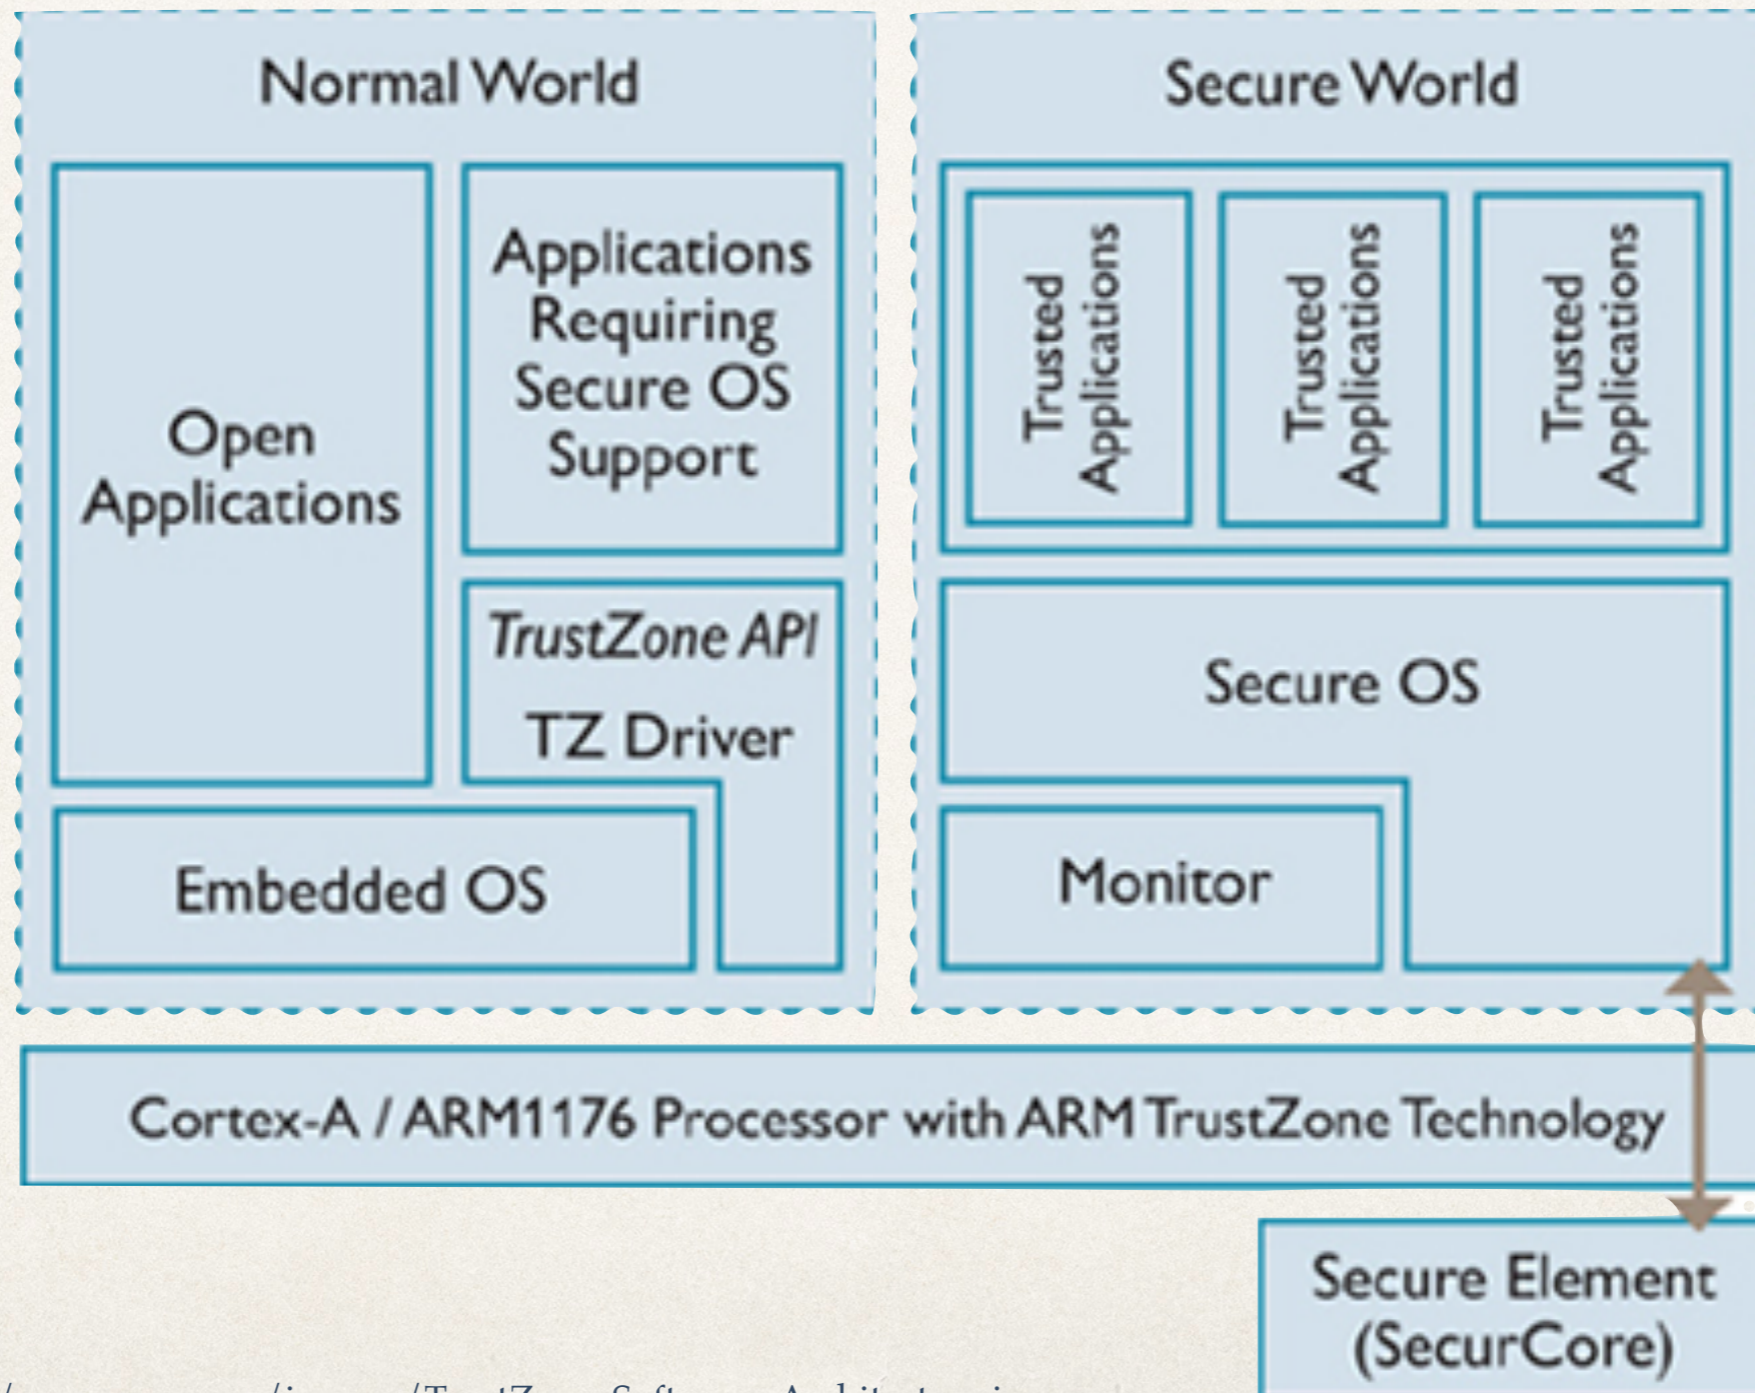 Normal World
Open
Applications
Applications
Requiring
Secure OS
Support
TrustZone API
TZ Driver
Embedded OS
Secure World
Trusted
Applications
Trusted
Applications
Trusted
Applications
Secure OS
Monitor
Cortex-A / ARM1176 Processor with ARM TrustZone Technology
Secure Element
(SecurCore)